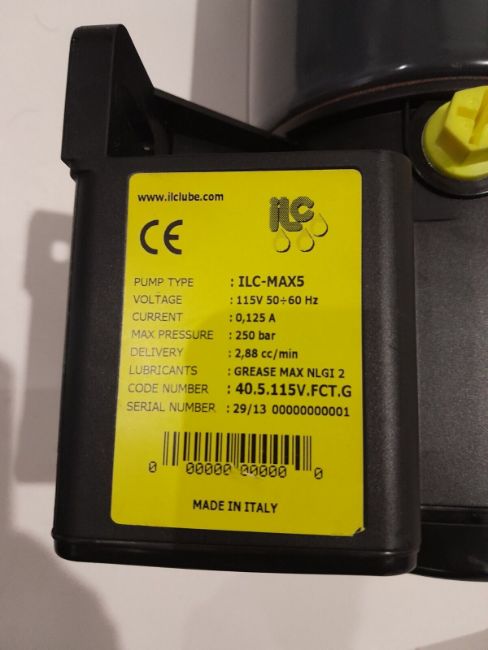 www.ilclube.com
ilc
CE
PUMP TYPE : ILC-MAX5
VOLTAGE : 115V 50÷60 Hz
CURRENT : 0,125 A
MAX PRESSURE : 250 bar
DELIVERY : 2,88 cc/min
LUBRICANTS : GREASE MAX NLGI 2
CODE NUMBER : 40.5.115V.FCT.G
SERIAL NUMBER : 29/13 00000000001
0 00000 00000 0
MADE IN ITALY